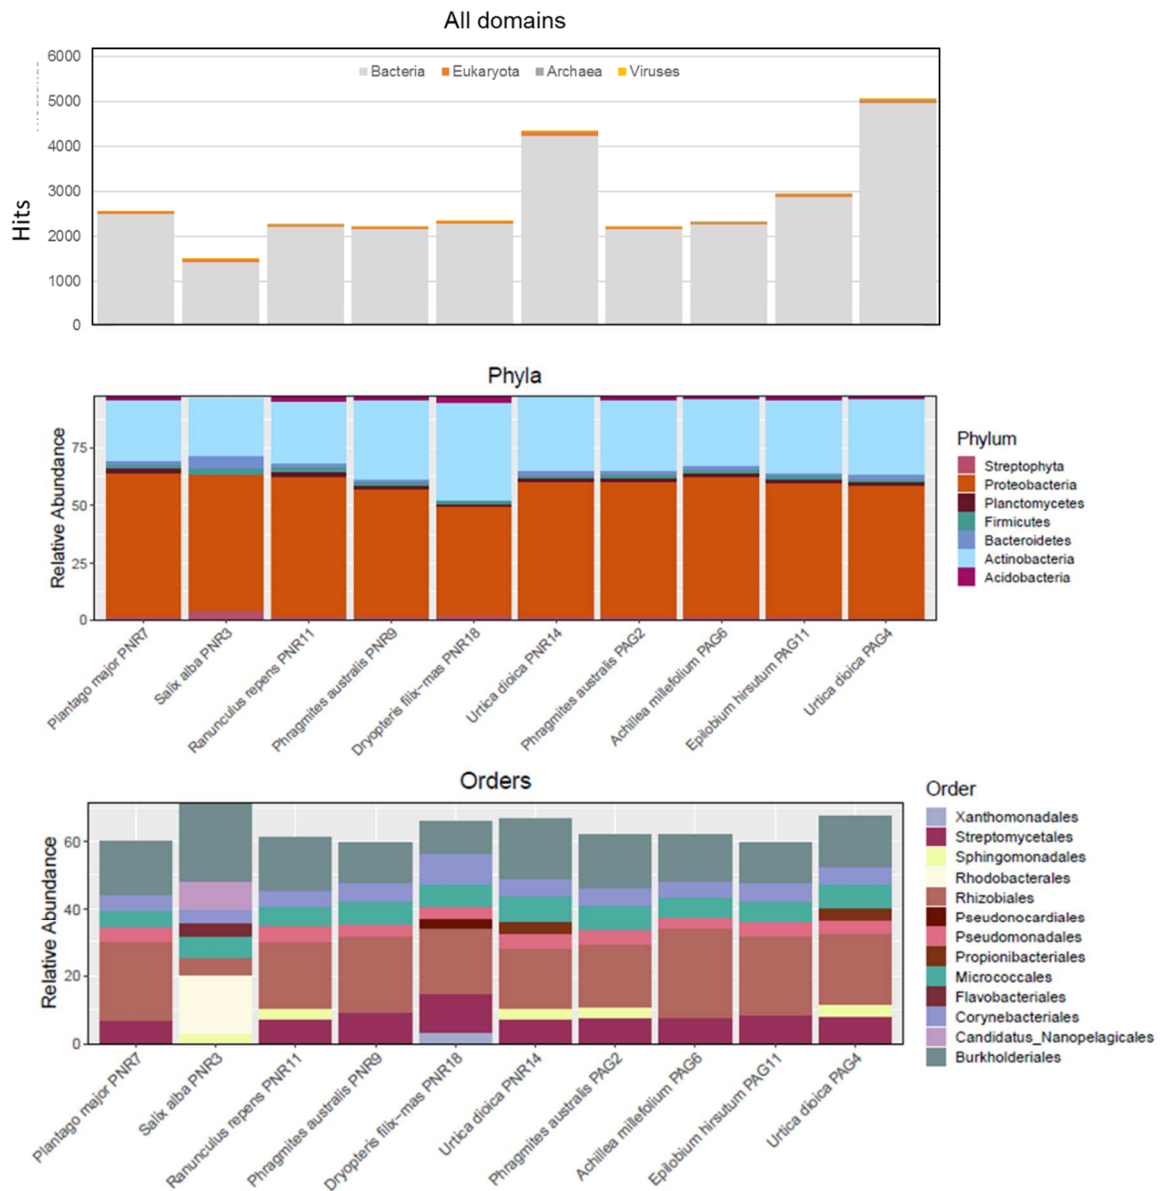 All domains
6000
Bacteria Eukaryota Archaea Viruses
5000
4000
3000
2000
1000
0
Hits
Phyla
75
50
25
0
Relative Abundance
Phylum
Streptophyta
Proteobacteria
Planctomycetes
Firmicutes
Bacteroidetes
Actinobacteria
Acidobacteria
Plantago major PNR7
Salix alba PNR3
Ranunculus repens PNR11
Phragmites australis PNR9
Dryopteris filix-mas PNR18
Urtica dioica PNR14
Phragmites australis PAG2
Achillea millefolium PAG6
Epilobium hirsutum PAG11
Urtica dioica PAG4
Orders
60
40
20
0
Relative Abundance
Order
Xanthomonadales
Streptomycetales
Sphingomonadales
Rhodobacterales
Rhizobiales
Pseudonocardiales
Pseudomonadales
Propionibacteriales
Micrococcales
Flavobacteriales
Corynebacteriales
Candidatus_Nanopelagicales
Burkholderiales
Plantago major PNR7
Salix alba PNR3
Ranunculus repens PNR11
Phragmites australis PNR9
Dryopteris filix-mas PNR18
Urtica dioica PNR14
Phragmites australis PAG2
Achillea millefolium PAG6
Epilobium hirsutum PAG11
Urtica dioica PAG4